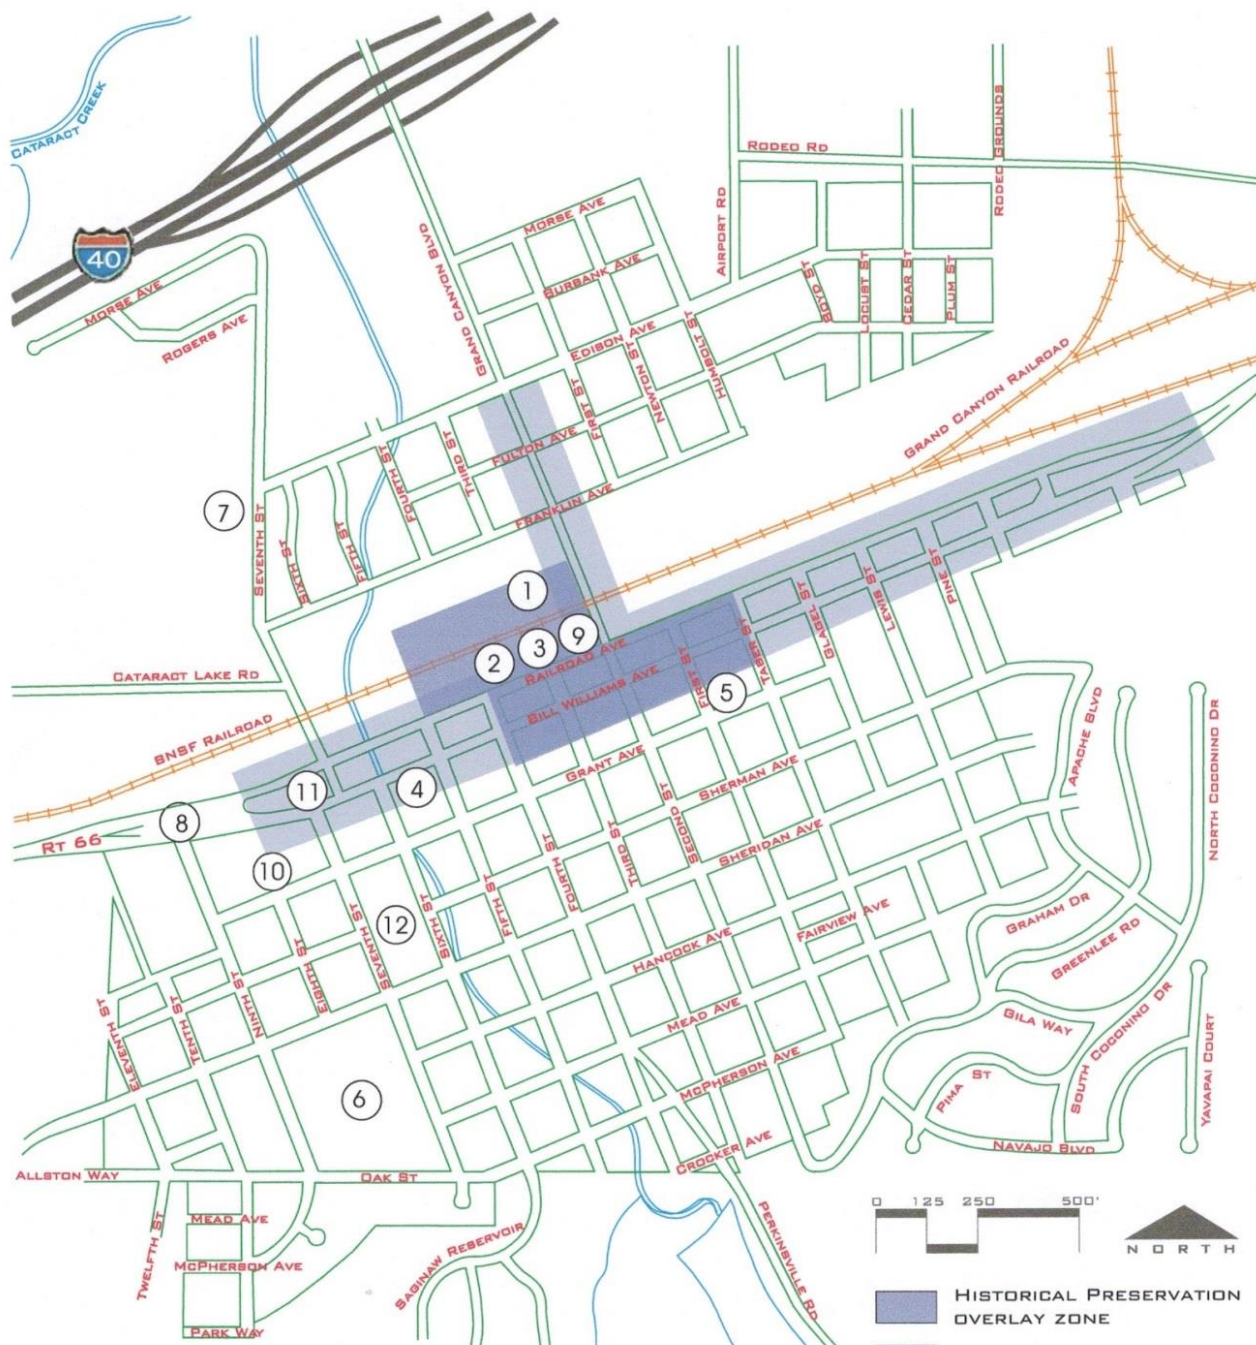 Cataract Creek
40
Morse Ave
Rogers Ave
Grand Canyon Blvd
Morse Ave
Burbank Ave
Edison Ave
First St
Newton St
Humbolt St
Airport Rd
Rodeo Rd
Rodeo Grounds
Boyd St
Locust St
Cedar St
Plum St
Grand Canyon Railroad
Fulton Ave
Franklin Ave
Third St
Fourth St
Fifth St
Sixth St
Seventh St
7
1
2
3
9
Railroad Ave
Bill Williams Ave
First St
Taber St
Glagel St
Lewis St
Pine St
5
Cataract Lake Rd
BNSF Railroad
Rt 66
8
11
4
10
12
6
Grant Ave
Sherman Ave
Sheridan Ave
Hancock Ave
Fairview Ave
Mead Ave
McPherson Ave
Crocker Ave
Second St
Third St
Fourth St
Fifth St
Sixth St
Seventh St
Eighth St
Ninth St
Tenth St
Eleventh St
Apache Blvd
North Coconino Dr
Graham Dr
Greenlee Rd
Gila Way
South Coconino Dr
Pima St
Navajo Blvd
Yavapai Court
Allston Way
Oak St
Twelfth St
Mead Ave
McPherson Ave
Park Way
Saginaw Reservoir
Perkinsville Rd
0 125 250 500'
NORTH
Historical Preservation
overlay zone